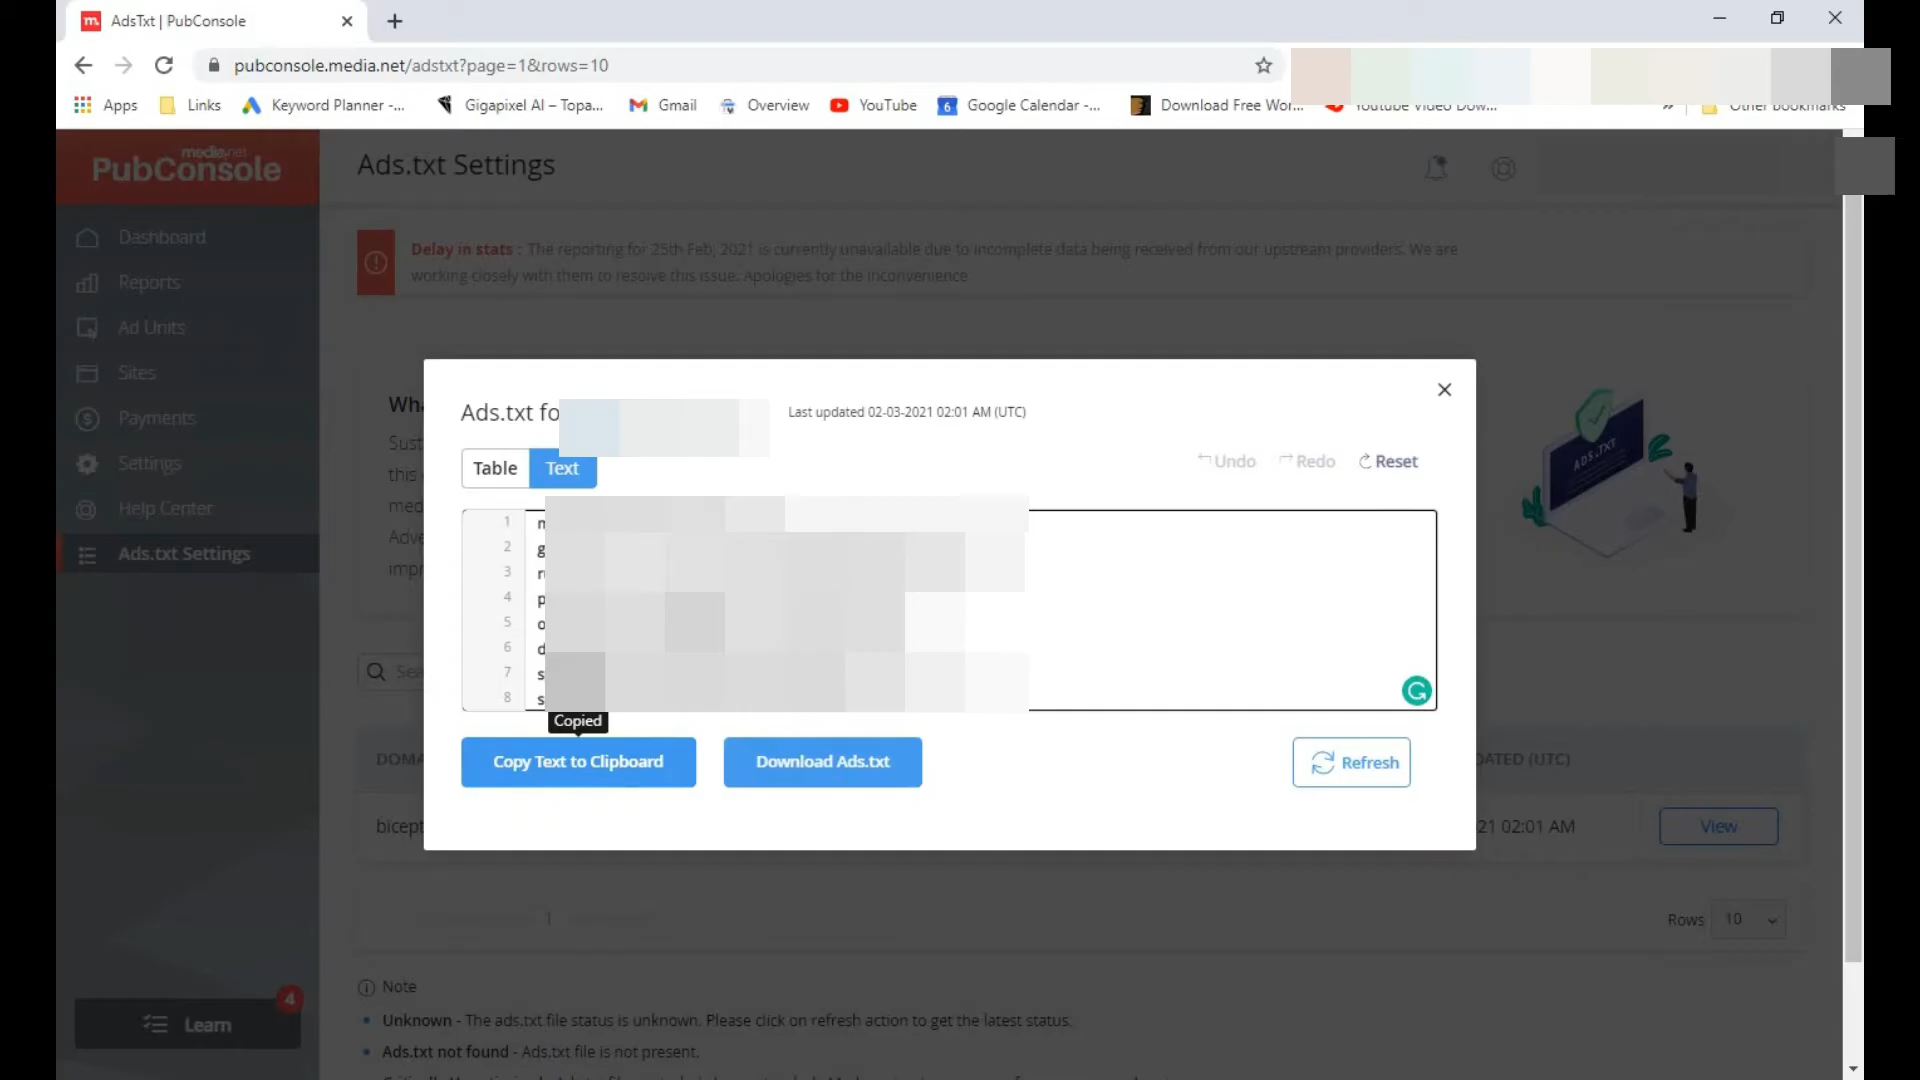 AdsTxt | PubConsole
pubconsole.media.net/adstxt?page=1&rows=10
Apps Links Keyword Planner -... Gigapixel AI – Topa... Gmail Overview YouTube 6 Google Calendar -... Download Free Wor... Youtube Video Dow... » Other bookmarks
media.net
PubConsole
Ads.txt Settings
Dashboard
Reports
Ad Units
Sites
Payments
Settings
Help Center
Ads.txt Settings
4
Learn
Delay in stats : The reporting for 25th Feb, 2021 is currently unavailable due to incomplete data being received from our upstream providers. We are
working closely with them to resolve this issue. Apologies for the inconvenience
ADS.TXT
Ads.txt fo
Last updated 02-03-2021 02:01 AM (UTC)
Table Text
Undo Redo Reset
1
2 g
3
4 p
5 o
6 d
7 s
8 s
Copied
Copy Text to Clipboard Download Ads.txt Refresh
DATED (UTC)
bicept
21 02:01 AM View
1
Rows 10
Note
Unknown - The ads.txt file status is unknown. Please click on refresh action to get the latest status.
Ads.txt not found - Ads.txt file is not present.